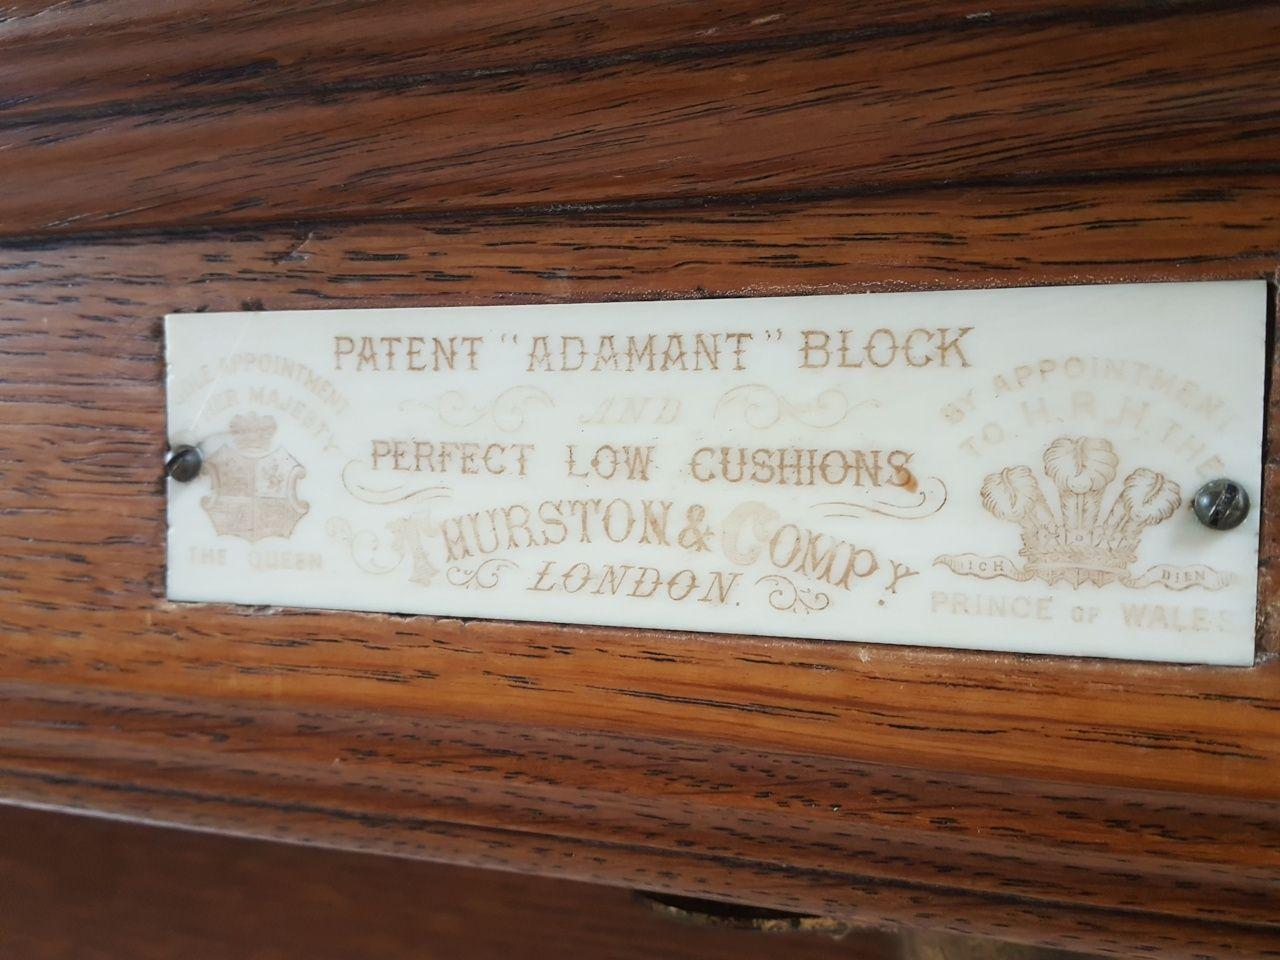 PATENT "ADAMANT" BLOCK
AND
PERFECT LOW CUSHIONS
THURSTON & COMPY.
LONDON.
APPOINTMENT
HER MAJESTY
THE QUEEN
BY APPOINTMENT
TO H.R.H. THE
ICH DIEN
PRINCE OF WALES